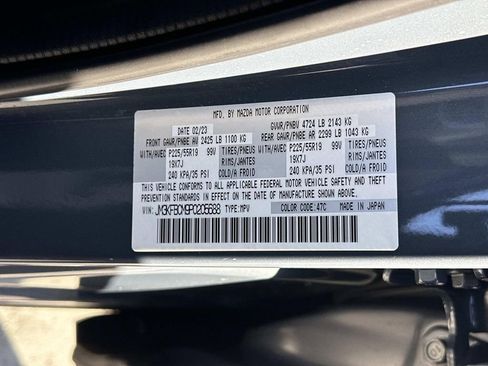 MFD. BY MAZDA MOTOR CORPORATION
DATE 02/23 GVWR/PNBV 4724 LB 2143 KG
FRONT GAWR/PNBE AV 2425 LB 1100 KG REAR GAWR/PNBE AR 2299 LB 1043 KG
WITH/AVEC P225/55R19 99V TIRES/PNEUS WITH/AVEC P225/55R19 99V TIRES/PNEUS
19X7J RIMS/JANTES 19X7J RIMS/JANTES
240 KPA/35 PSI COLD/A FROID 240 KPA/35 PSI COLD/A FROID
THIS VEHICLE CONFORMS TO ALL APPLICABLE FEDERAL MOTOR VEHICLE SAFETY AND THEFT
PREVENTION STANDARDS IN EFFECT ON THE DATE OF MANUFACTURE SHOWN ABOVE.
VIN: JM3KFBCM9P0205688 TYPE:MPV COLOR CODE:47C MADE IN JAPAN